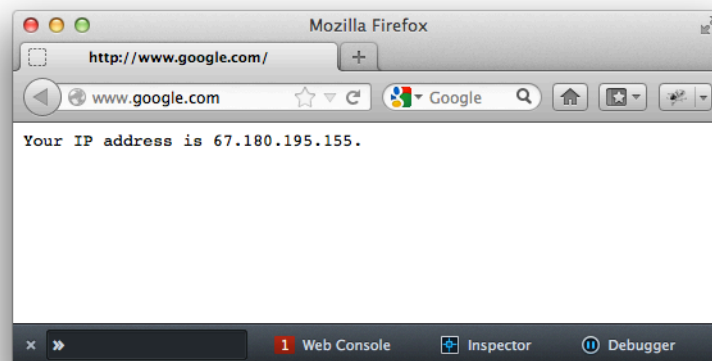 Mozilla Firefox
http://www.google.com/
www.google.com
Google
Your IP address is 67.180.195.155.
1 Web Console Inspector Debugger